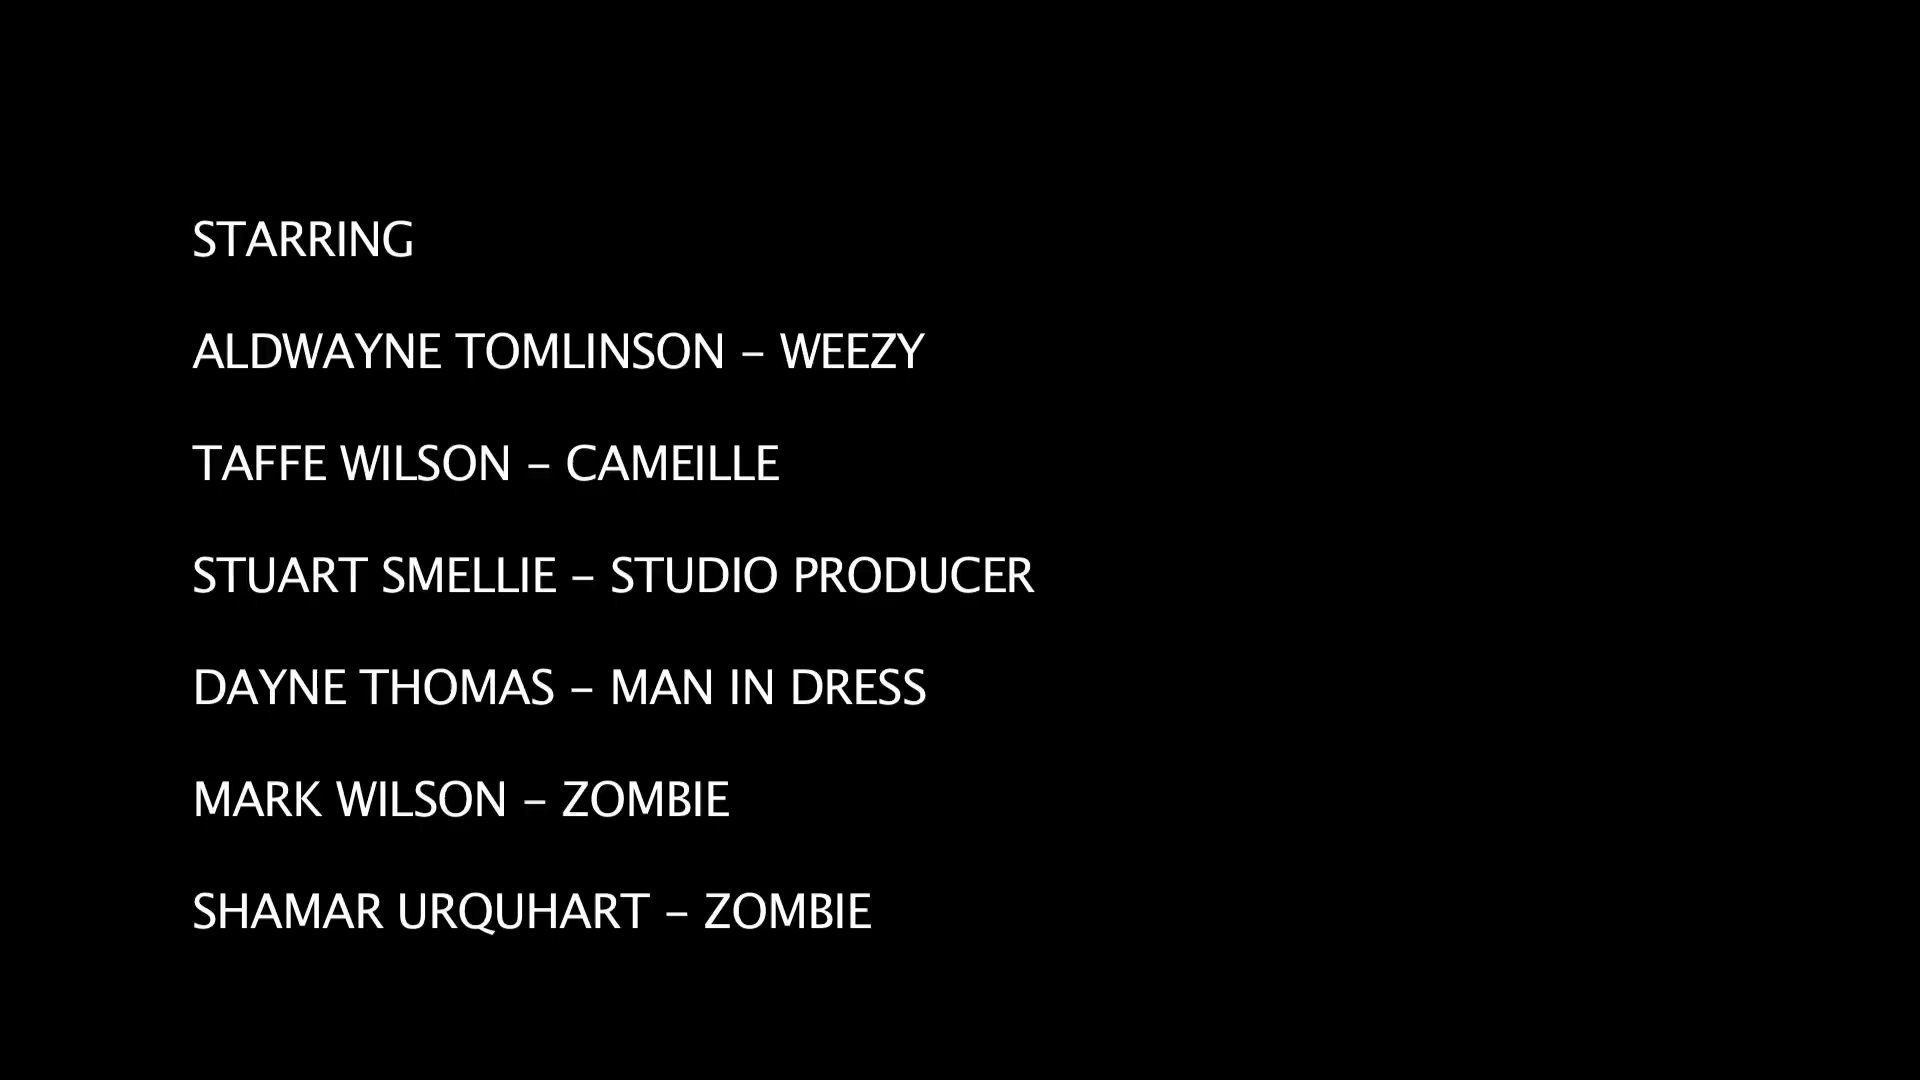 STARRING
ALDWAYNE TOMLINSON – WEEZY
TAFFE WILSON – CAMEILLE
STUART SMELLIE – STUDIO PRODUCER
DAYNE THOMAS – MAN IN DRESS
MARK WILSON – ZOMBIE
SHAMAR URQUHART – ZOMBIE